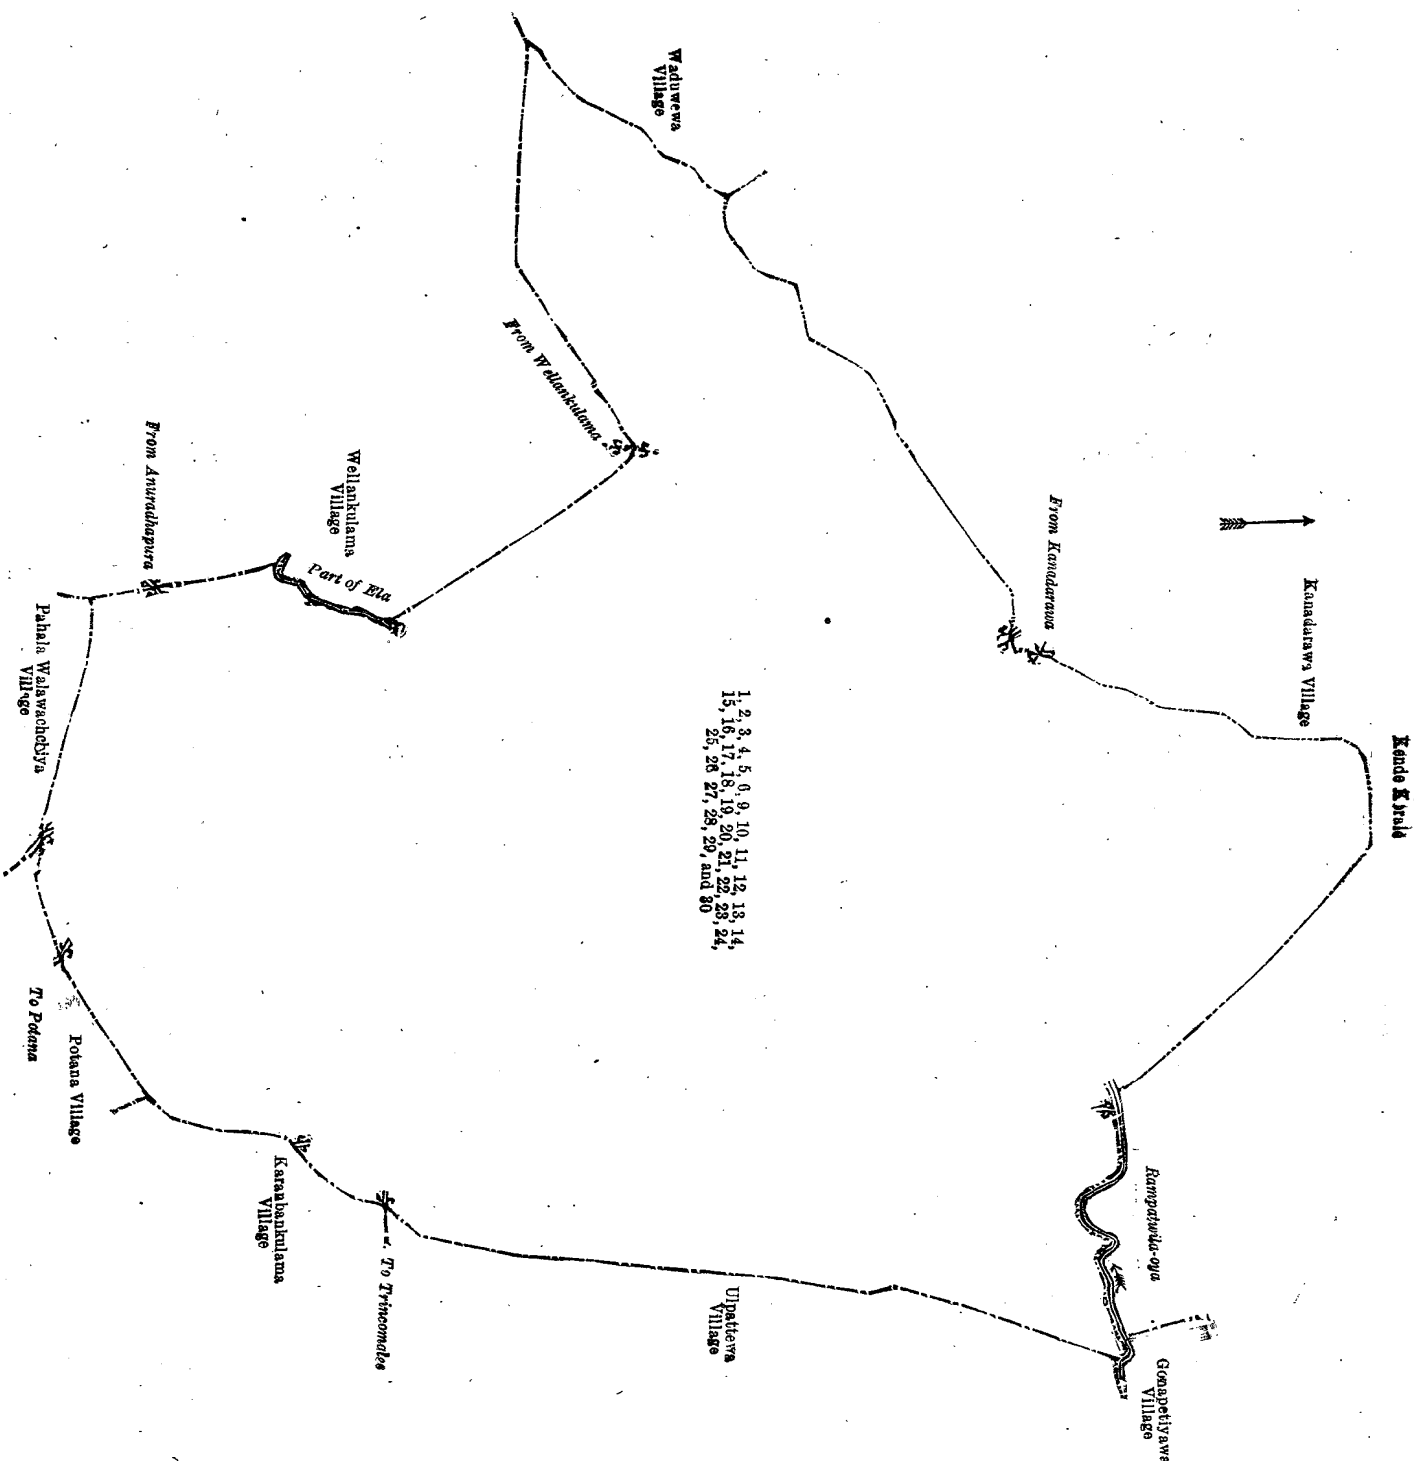 Kende Korale
Kanadarawa Village
From Kanadarawa
Rampatwila-oya
Gonapetiyawa
Village
Waduwewa
Village
1, 2, 3, 4, 5, 6, 9, 10, 11, 12, 13, 14,
15, 16, 17, 18, 19, 20, 21, 22, 23, 24,
25, 26, 27, 28, 29, and 30
Ulpattewa
Village
From Wellankulama
Wellankulama
Village
Part of Ela
To Trincomalee
Karanbankulama
Village
From Anuradhapura
Pahala Walawachchiya
Village
Potana Village
To Potana